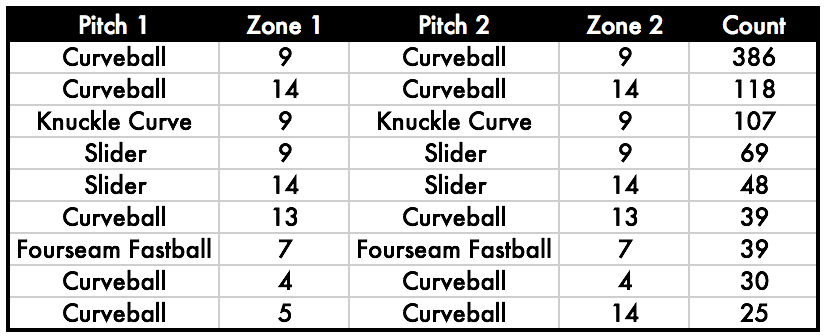 Pitch 1 Zone 1 Pitch 2 Zone 2 Count
Curveball 9 Curveball 9 386
Curveball 14 Curveball 14 118
Knuckle Curve 9 Knuckle Curve 9 107
Slider 9 Slider 9 69
Slider 14 Slider 14 48
Curveball 13 Curveball 13 39
Fourseam Fastball 7 Fourseam Fastball 7 39
Curveball 4 Curveball 4 30
Curveball 5 Curveball 14 25